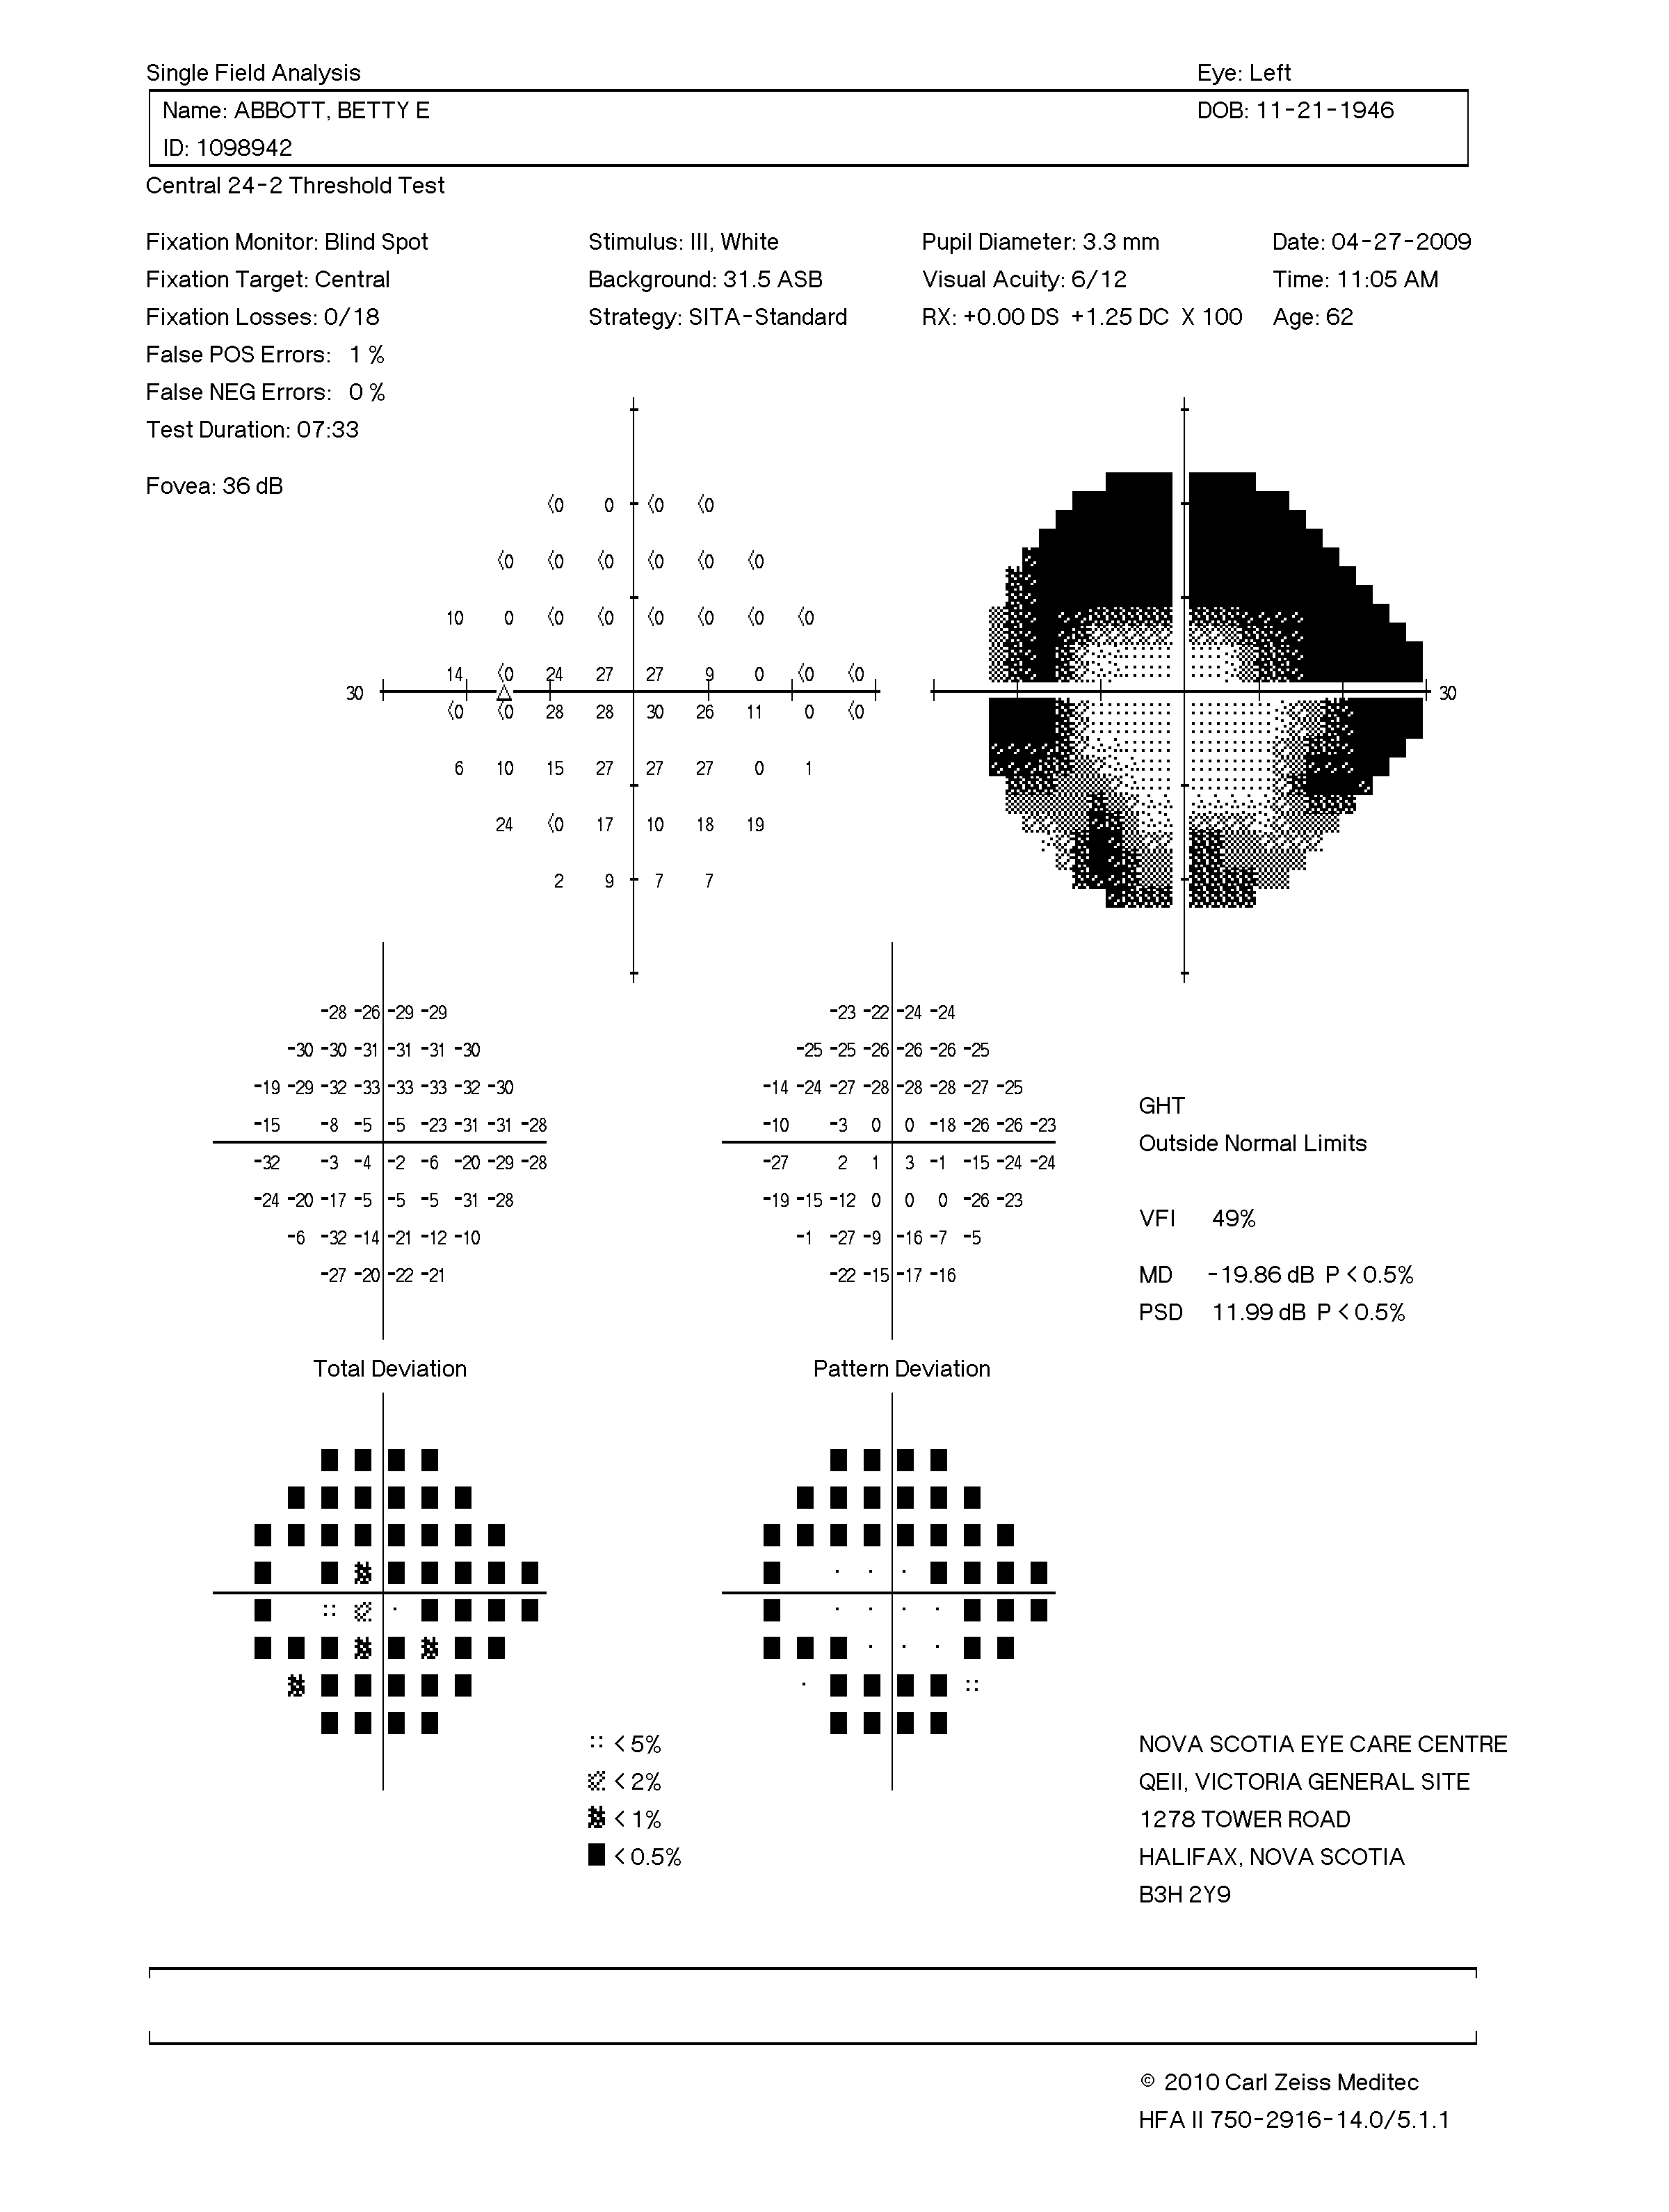 Single Field Analysis Eye: Left
Name: ABBOTT, BETTY E DOB: 11-21-1946
ID: 1098942
Central 24-2 Threshold Test
Fixation Monitor: Blind Spot Stimulus: III, White Pupil Diameter: 3.3 mm Date: 04-27-2009
Fixation Target: Central Background: 31.5 ASB Visual Acuity: 6/12 Time: 11:05 AM
Fixation Losses: 0/18 Strategy: SITA-Standard RX: +0.00 DS +1.25 DC X 100 Age: 62
False POS Errors: 1 %
False NEG Errors: 0 %
Test Duration: 07:33
Fovea: 36 dB
<0 0 <0 <0
<0 <0 <0 <0 <0 <0
10 0 <0 <0 <0 <0 <0 <0
14 <0 24 27 27 9 0 <0 <0
30 30
<0 <0 28 28 30 26 11 0 <0
6 10 15 27 27 27 0 1
24 <0 17 10 18 19
2 9 7 7
-28 -26 -29 -29 -23 -22 -24 -24
-30 -30 -31 -31 -31 -30 -25 -25 -26 -26 -26 -25
-19 -29 -32 -33 -33 -33 -32 -30 -14 -24 -27 -28 -28 -28 -27 -25
GHT
-15 -8 -5 -5 -23 -31 -31 -28 -10 -3 0 0 -18 -26 -26 -23
Outside Normal Limits
-32 -3 -4 -2 -6 -20 -29 -28 -27 2 1 3 -1 -15 -24 -24
-24 -20 -17 -5 -5 -5 -31 -28 -19 -15 -12 0 0 0 -26 -23
VFI 49%
-6 -32 -14 -21 -12 -10 -1 -27 -9 -16 -7 -5
-27 -20 -22 -21 -22 -15 -17 -16
MD -19.86 dB P < 0.5%
PSD 11.99 dB P < 0.5%
Total Deviation Pattern Deviation
< 5% NOVA SCOTIA EYE CARE CENTRE
< 2% QEII, VICTORIA GENERAL SITE
< 1% 1278 TOWER ROAD
< 0.5% HALIFAX, NOVA SCOTIA
B3H 2Y9
© 2010 Carl Zeiss Meditec
HFA II 750-2916-14.0/5.1.1